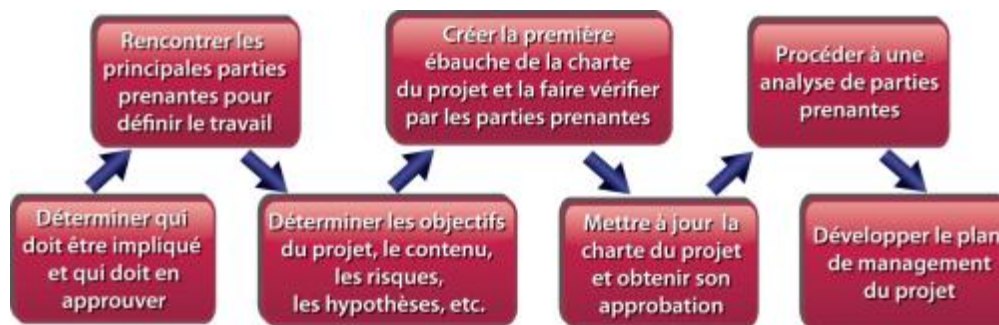 Déterminer qui
doit être impliqué
et qui doit en
approuver
Rencontrer les
principales parties
prenantes pour
définir le travail
Déterminer les objectifs
du projet, le contenu,
les risques,
les hypothèses, etc.
Créer la première
ébauche de la charte
du projet et la faire vérifier
par les parties prenantes
Mettre à jour la
charte du projet
et obtenir son
approbation
Procéder à une
analyse de parties
prenantes
Développer le plan
de management
du projet